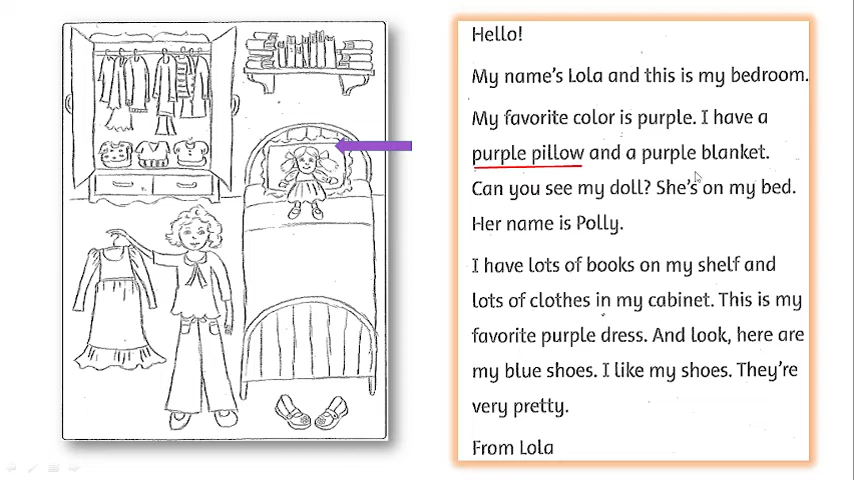 Hello!
My name's Lola and this is my bedroom.
My favorite color is purple. I have a
purple pillow and a purple blanket.
Can you see my doll? She's on my bed.
Her name is Polly.
I have lots of books on my shelf and
lots of clothes in my cabinet. This is my
favorite purple dress. And look, here are
my blue shoes. I like my shoes. They're
very pretty.
From Lola